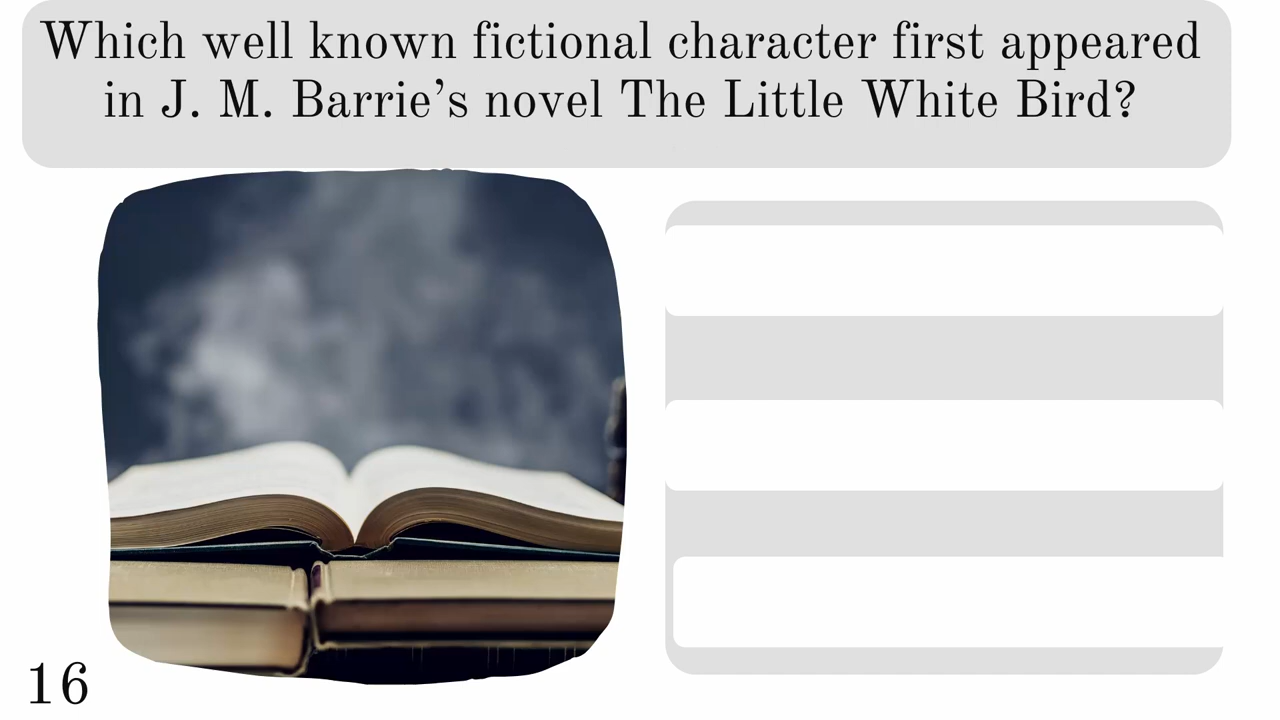 Which well known fictional character first appeared
in J. M. Barrie’s novel The Little White Bird?
16